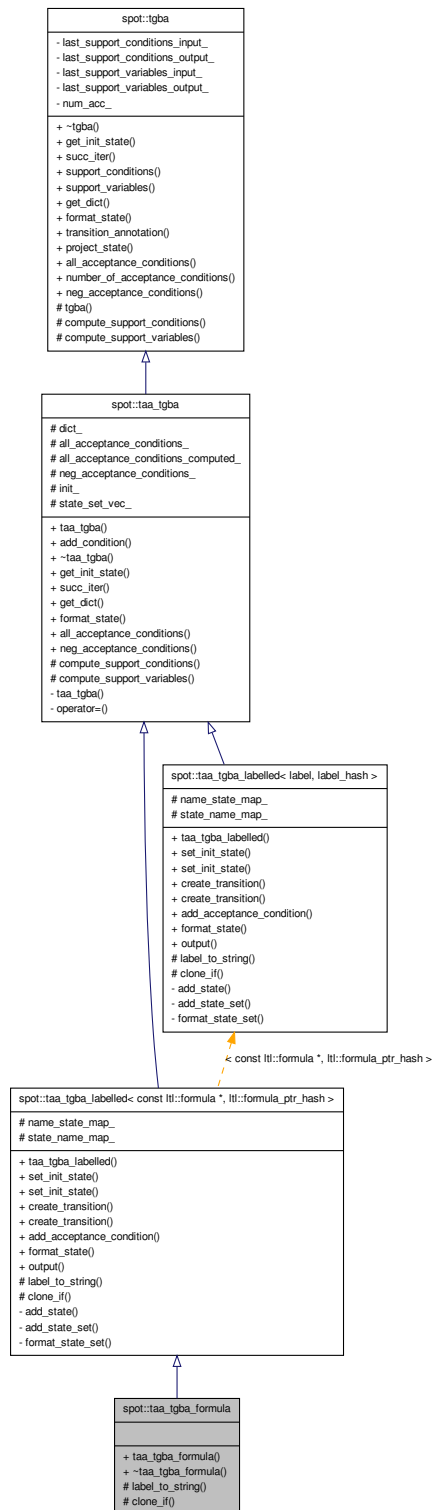 spot::tgba
- last_support_conditions_input_
- last_support_conditions_output_
- last_support_variables_input_
- last_support_variables_output_
- num_acc_
+ ~tgba()
+ get_init_state()
+ succ_iter()
+ support_conditions()
+ support_variables()
+ get_dict()
+ format_state()
+ transition_annotation()
+ project_state()
+ all_acceptance_conditions()
+ number_of_acceptance_conditions()
+ neg_acceptance_conditions()
# tgba()
# compute_support_conditions()
# compute_support_variables()
spot::taa_tgba
# dict_
# all_acceptance_conditions_
# all_acceptance_conditions_computed_
# neg_acceptance_conditions_
# init_
# state_set_vec_
+ taa_tgba()
+ add_condition()
+ ~taa_tgba()
+ get_init_state()
+ succ_iter()
+ get_dict()
+ format_state()
+ all_acceptance_conditions()
+ neg_acceptance_conditions()
# compute_support_conditions()
# compute_support_variables()
- taa_tgba()
- operator=()
spot::taa_tgba_labelled< label, label_hash >
# name_state_map_
# state_name_map_
+ taa_tgba_labelled()
+ set_init_state()
+ set_init_state()
+ create_transition()
+ create_transition()
+ add_acceptance_condition()
+ format_state()
+ output()
# label_to_string()
# clone_if()
- add_state()
- add_state_set()
- format_state_set()
< const ltl::formula *, ltl::formula_ptr_hash >
spot::taa_tgba_labelled< const ltl::formula *, ltl::formula_ptr_hash >
# name_state_map_
# state_name_map_
+ taa_tgba_labelled()
+ set_init_state()
+ set_init_state()
+ create_transition()
+ create_transition()
+ add_acceptance_condition()
+ format_state()
+ output()
# label_to_string()
# clone_if()
- add_state()
- add_state_set()
- format_state_set()
spot::taa_tgba_formula
+ taa_tgba_formula()
+ ~taa_tgba_formula()
# label_to_string()
# clone_if()